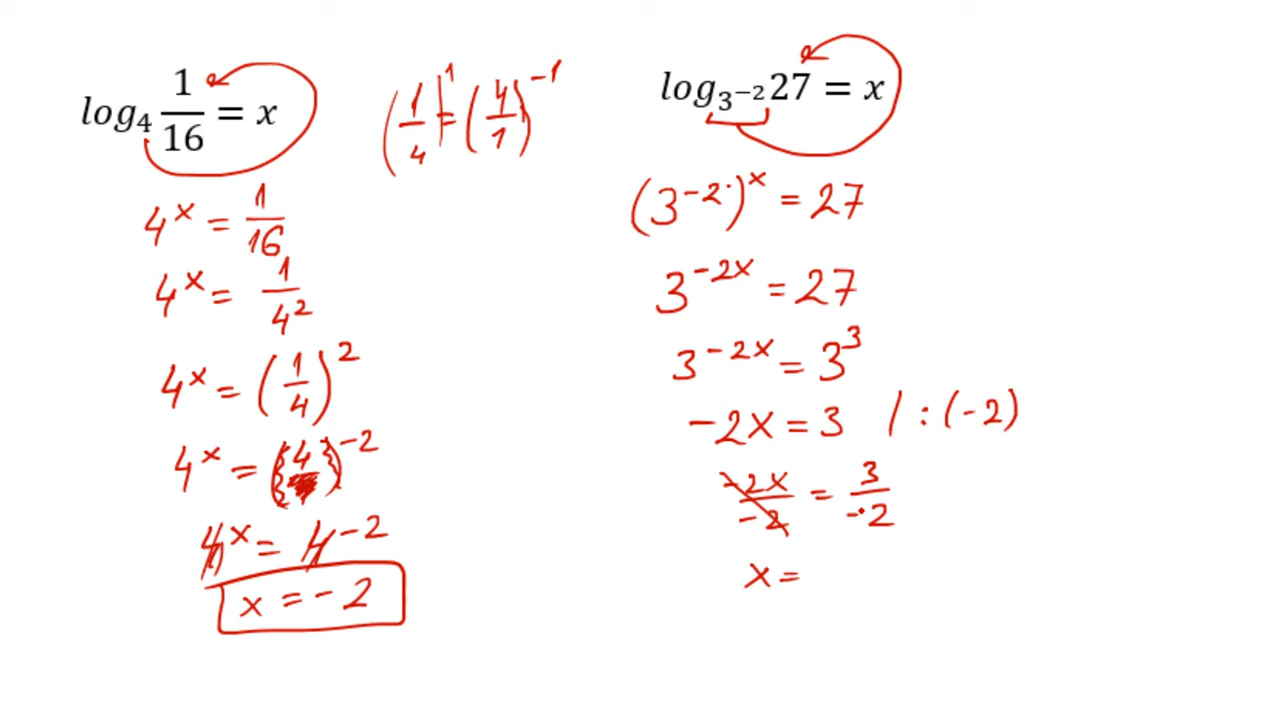 log₄ 1/16 = x
(1/4)¹ = (4/1)⁻¹
4ˣ = 1/16
4ˣ = 1/4²
4ˣ = (1/4)²
4ˣ = (4)⁻²
4ˣ = 4⁻²
x = -2
log₃₋₂ 27 = x
(3⁻²˙)ˣ = 27
3⁻²ˣ = 27
3⁻²ˣ = 3³
-2x = 3 / : (-2)
-2x/-2 = 3/-2
x =